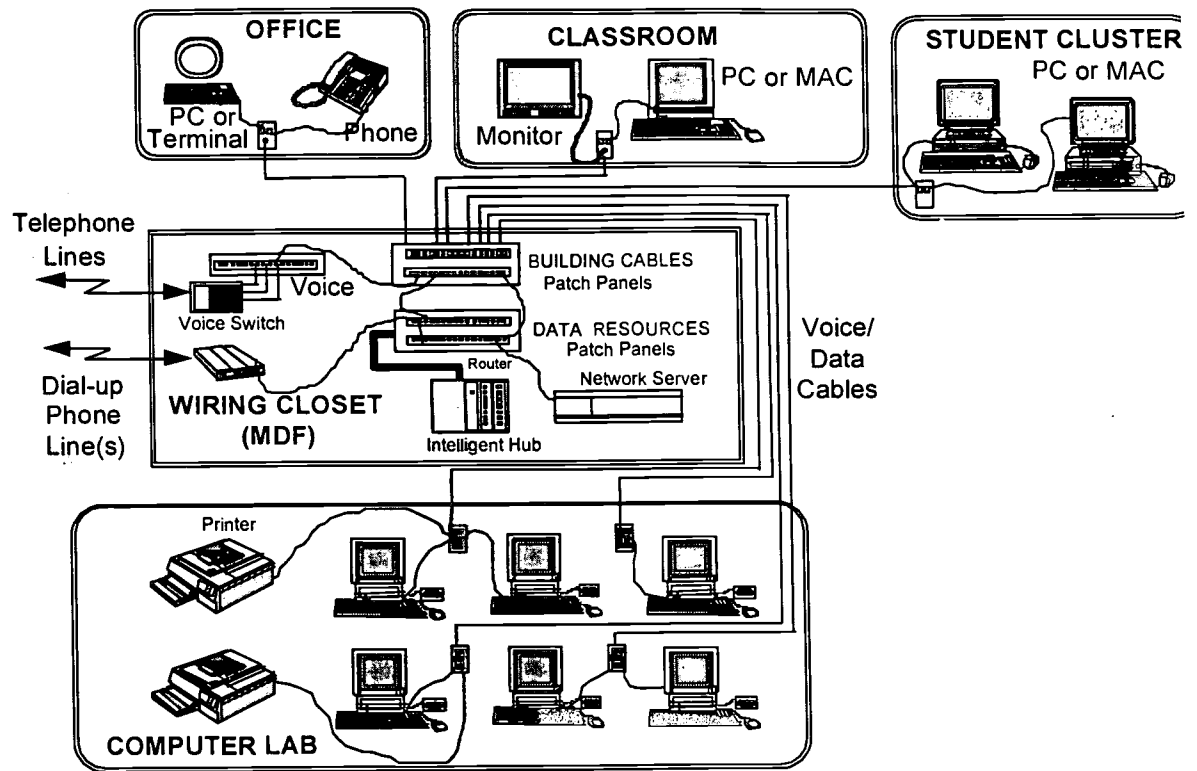 OFFICE
PC or
Terminal
Phone
CLASSROOM
PC or MAC
Monitor
STUDENT CLUSTER
PC or MAC
Telephone
Lines
Voice
Voice Switch
BUILDING CABLES
Patch Panels
DATA RESOURCES
Patch Panels
Router
Network Server
Intelligent Hub
WIRING CLOSET
(MDF)
Dial-up
Phone
Line(s)
Voice/
Data
Cables
Printer
COMPUTER LAB